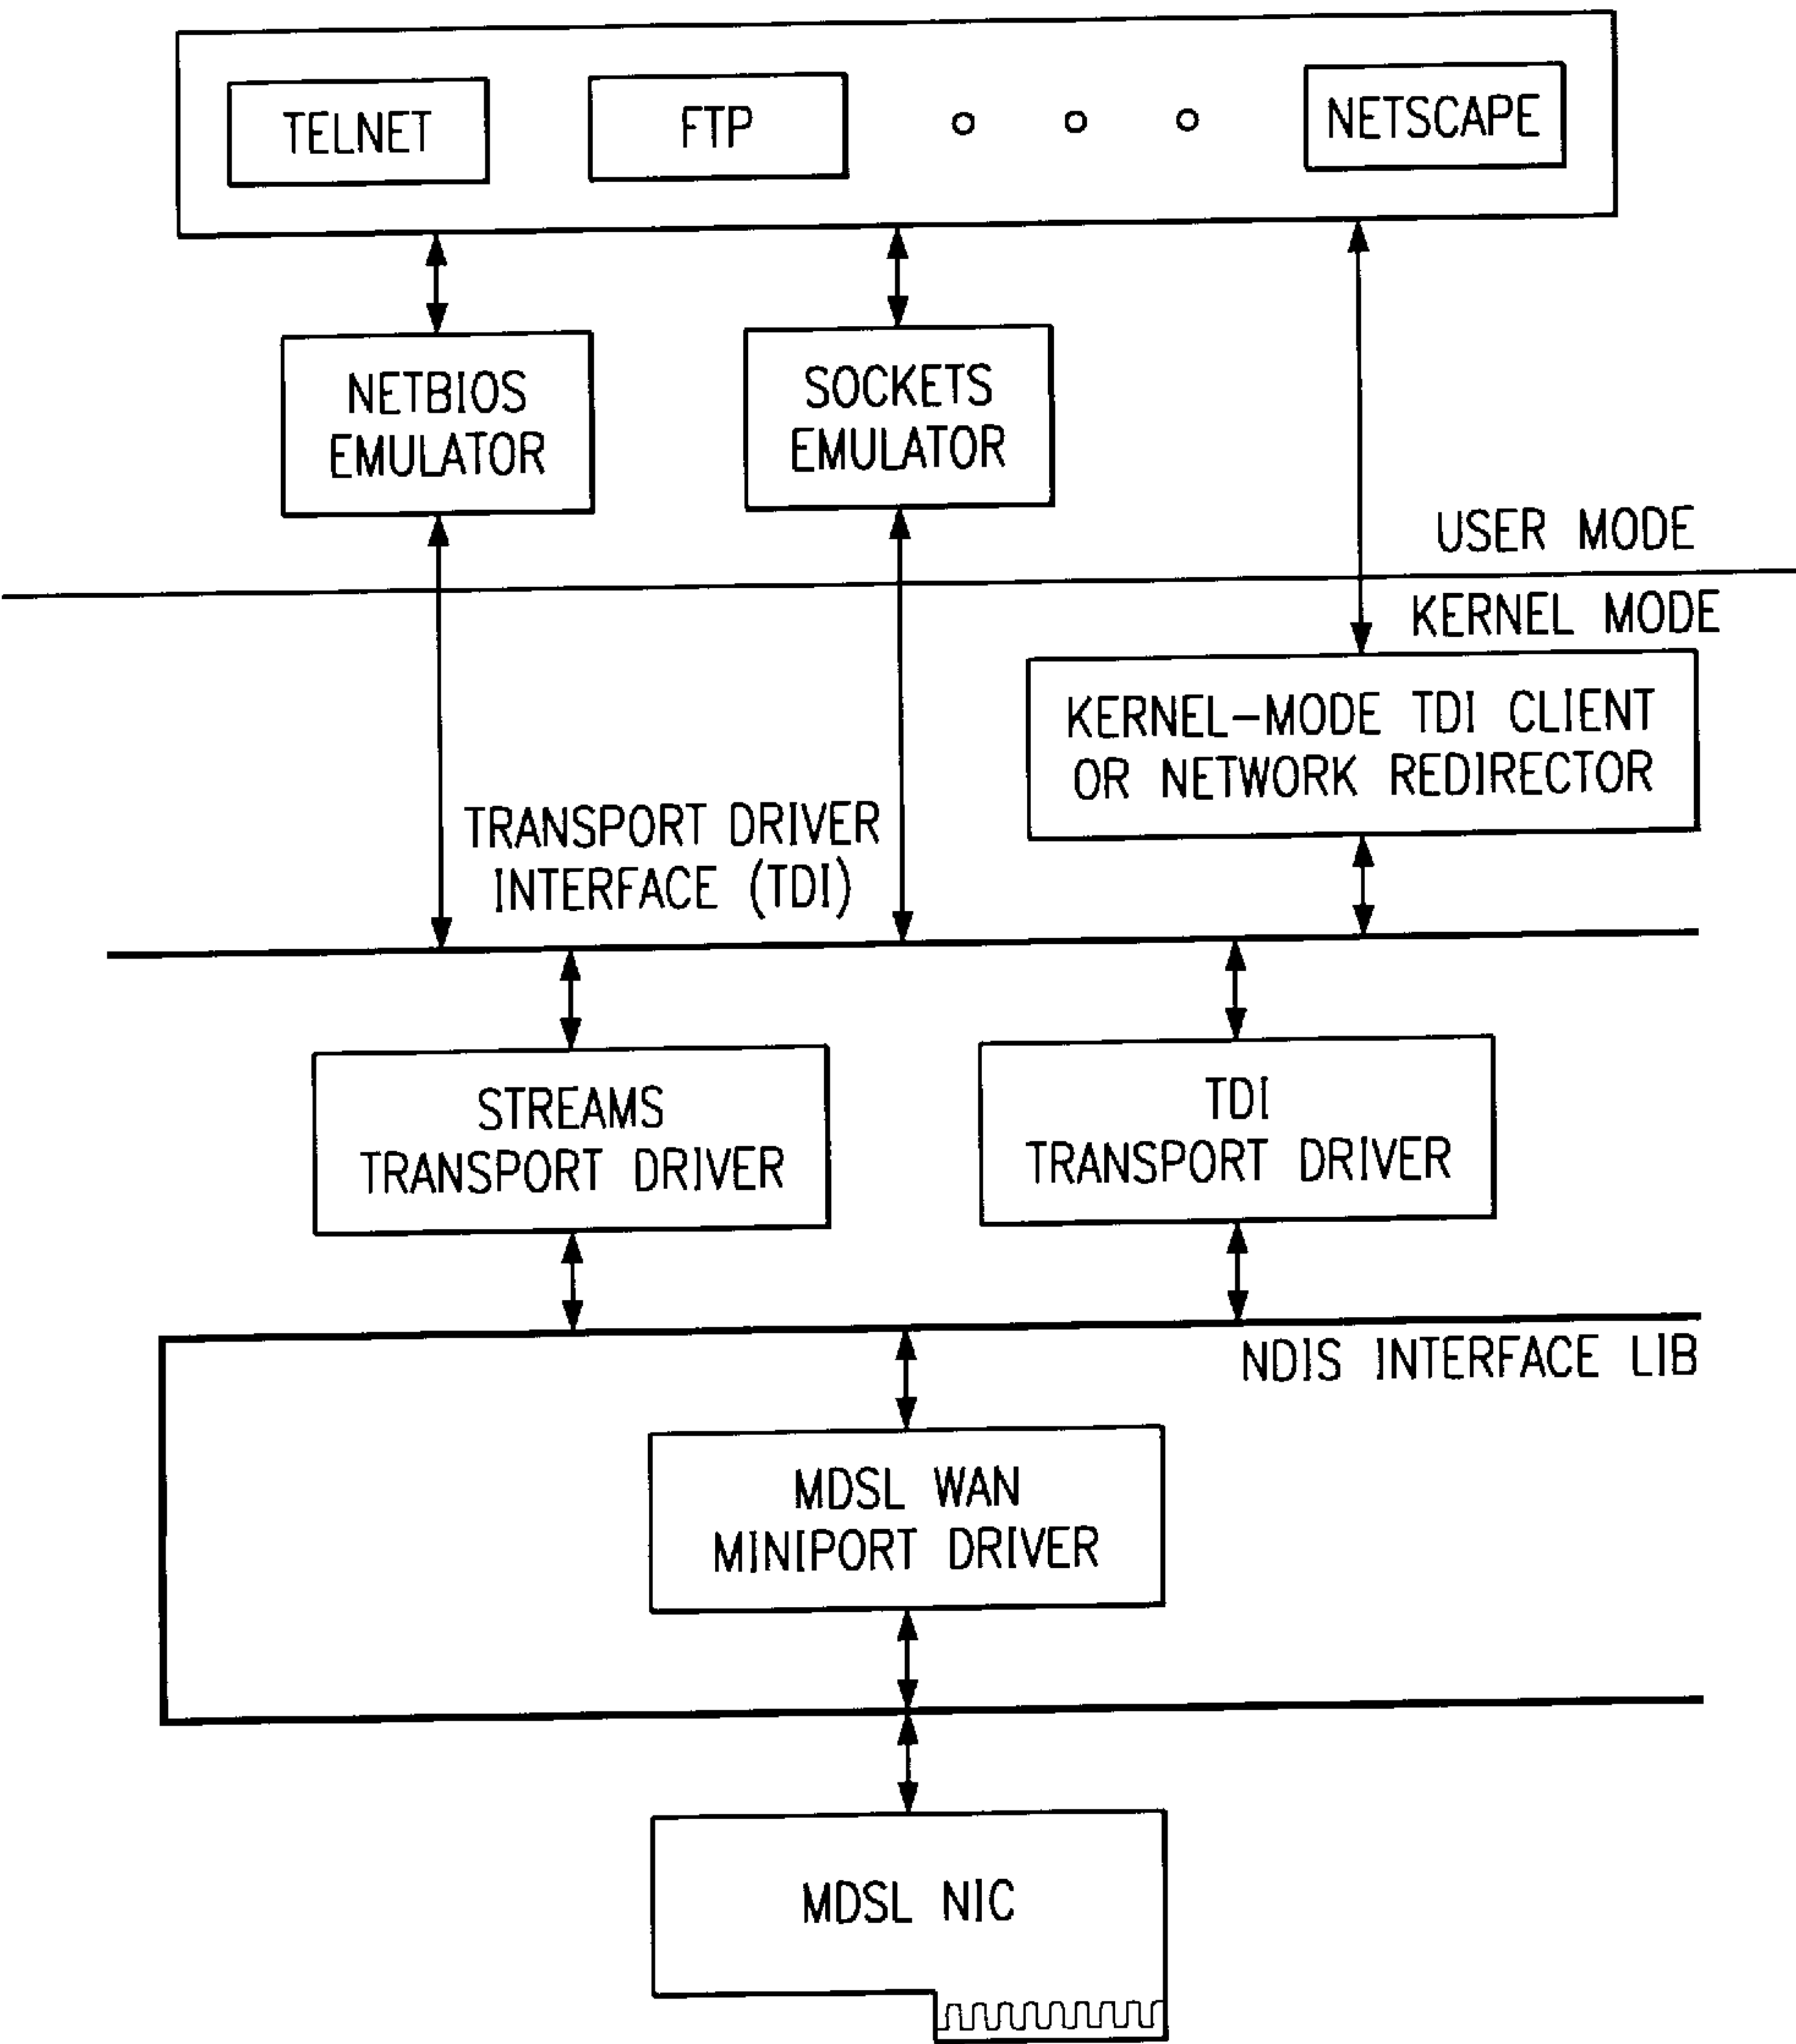 TELNET
FTP
NETSCAPE
NETBIOS
EMULATOR
SOCKETS
EMULATOR
USER MODE
KERNEL MODE
KERNEL-MODE TDI CLIENT
OR NETWORK REDIRECTOR
TRANSPORT DRIVER
INTERFACE (TDI)
STREAMS
TRANSPORT DRIVER
TDI
TRANSPORT DRIVER
NDIS INTERFACE LIB
MDSL WAN
MINIPORT DRIVER
MDSL NIC